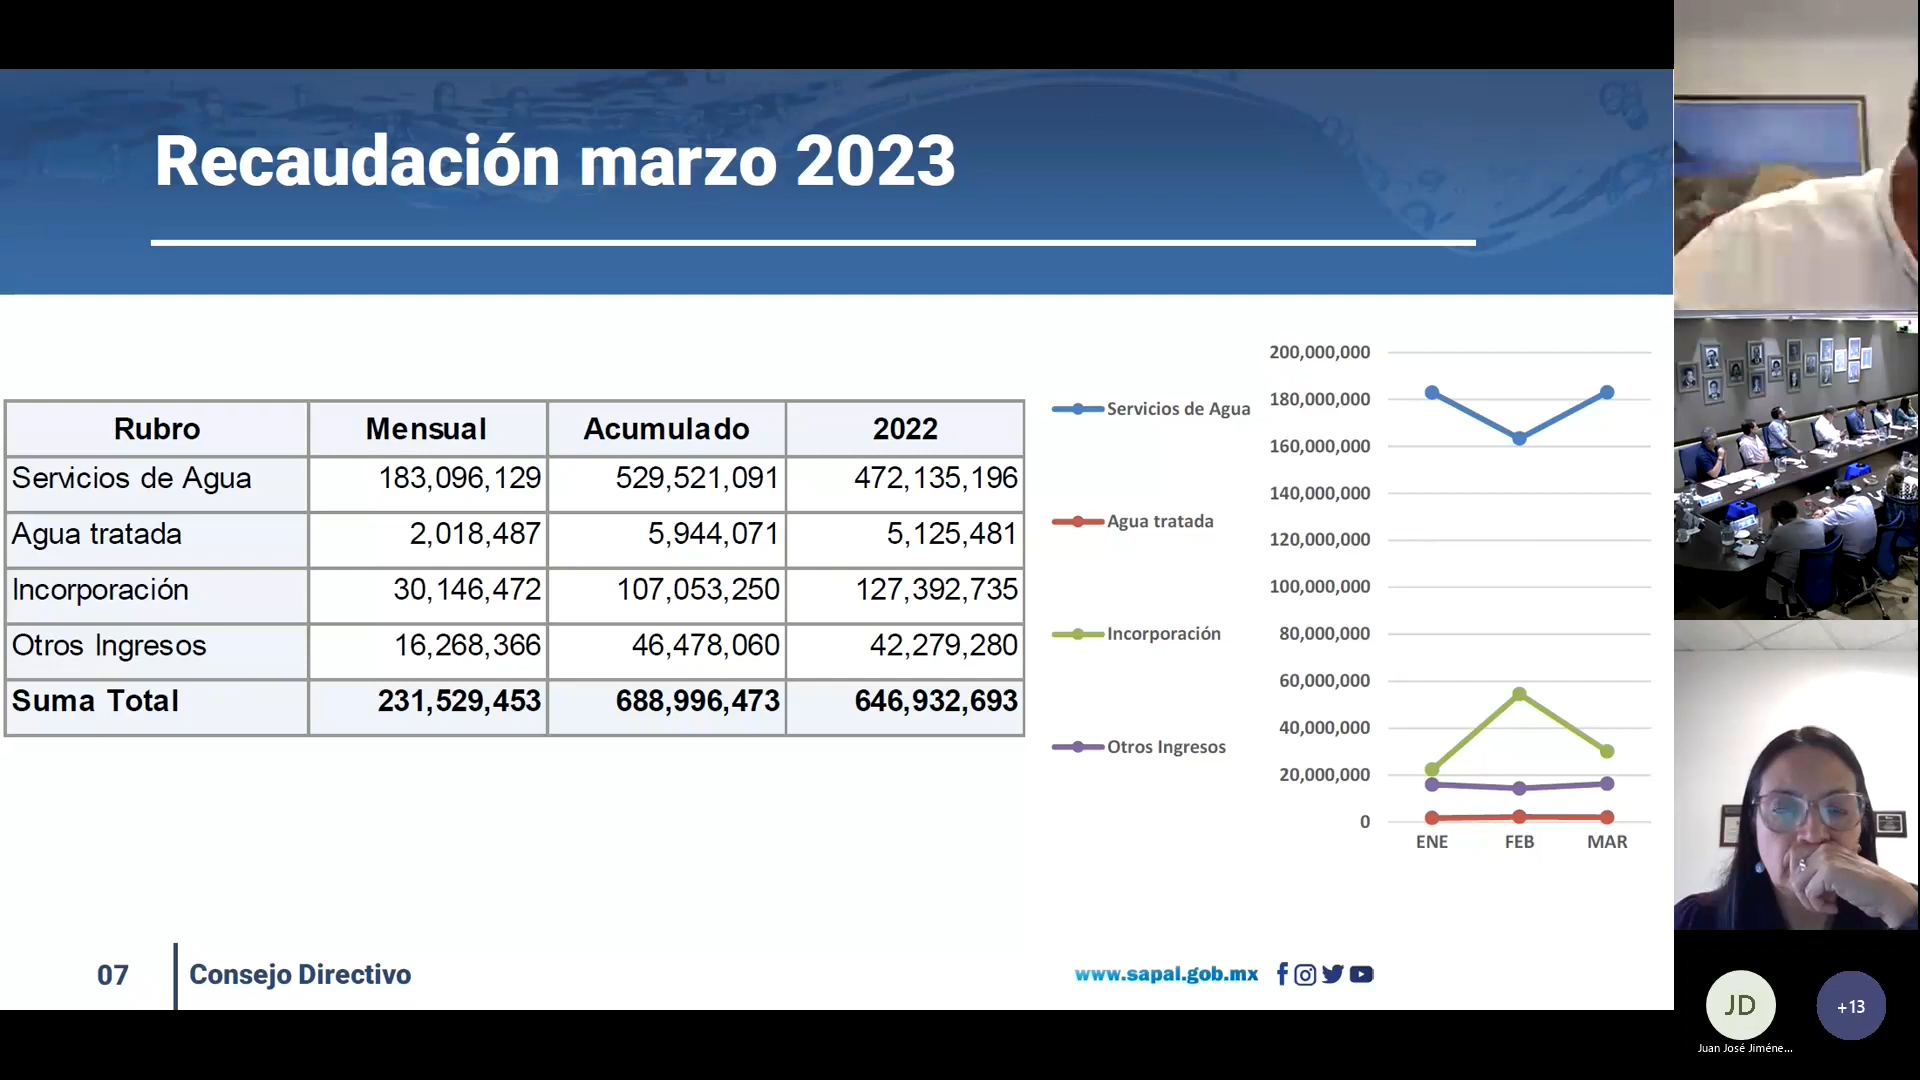 Recaudación marzo 2023
Rubro Mensual Acumulado 2022
Servicios de Agua 183,096,129 529,521,091 472,135,196
Agua tratada 2,018,487 5,944,071 5,125,481
Incorporación 30,146,472 107,053,250 127,392,735
Otros Ingresos 16,268,366 46,478,060 42,279,280
Suma Total 231,529,453 688,996,473 646,932,693
Servicios de Agua
Agua tratada
Incorporación
Otros Ingresos
200,000,000
180,000,000
160,000,000
140,000,000
120,000,000
100,000,000
80,000,000
60,000,000
40,000,000
20,000,000
0
ENE FEB MAR
07 Consejo Directivo
www.sapal.gob.mx
JD
+13
Juan José Jiméne...